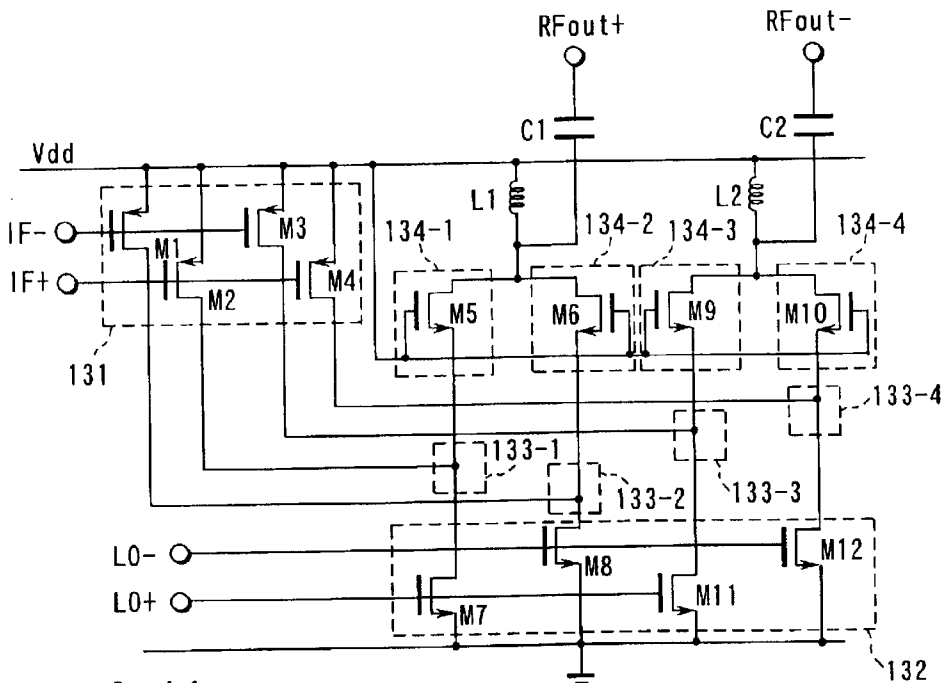 RFout+ RFout-
C1 C2
Vdd
L1 L2
IF- M1 M3 134-1 134-2 134-3 134-4
IF+ M2 M4 M5 M6 M9 M10
131
133-4
133-1 133-2 133-3
LO- M8 M12
LO+ M7 M11
132